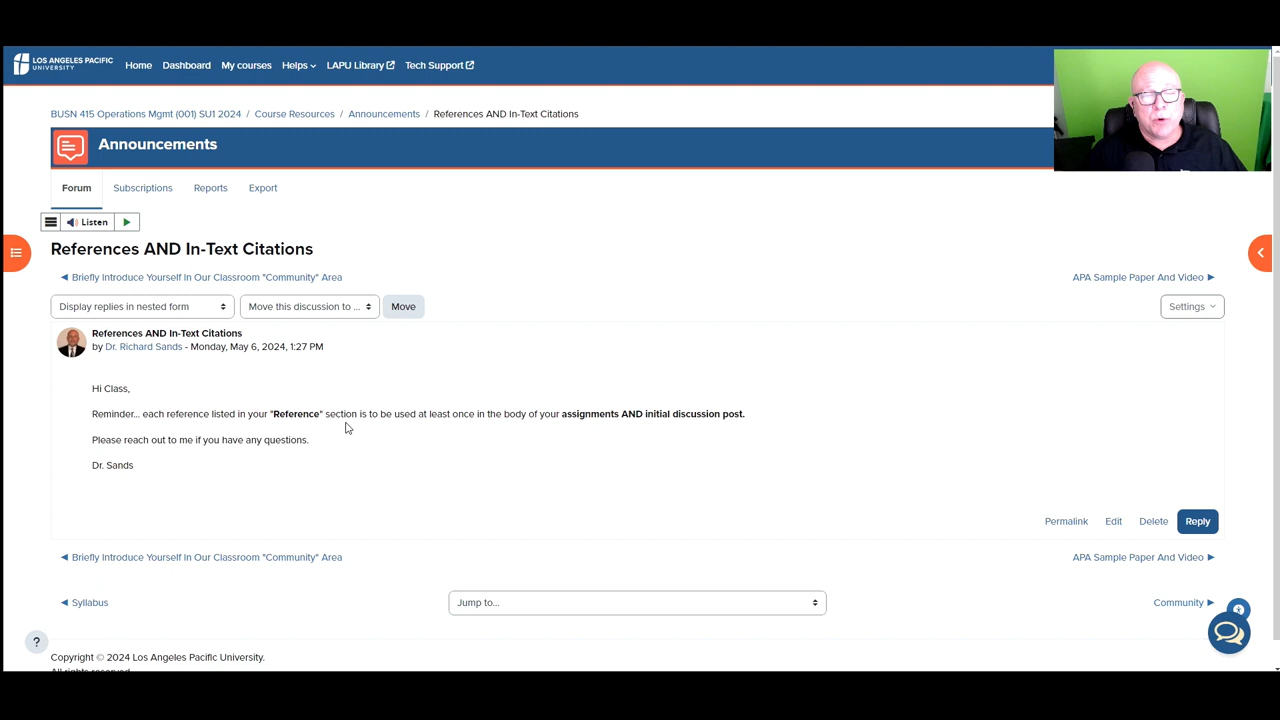 LOS ANGELES PACIFIC
UNIVERSITY
Home Dashboard My courses Helps LAPU Library Tech Support
BUSN 415 Operations Mgmt (001) SU1 2024 / Course Resources / Announcements / References AND In-Text Citations
Announcements
Forum Subscriptions Reports Export
Listen
References AND In-Text Citations
◀ Briefly Introduce Yourself In Our Classroom "Community" Area APA Sample Paper And Video ▶
Display replies in nested form Move this discussion to ... Move Settings
References AND In-Text Citations
by Dr. Richard Sands - Monday, May 6, 2024, 1:27 PM
Hi Class,
Reminder... each reference listed in your "Reference" section is to be used at least once in the body of your assignments AND initial discussion post.
Please reach out to me if you have any questions.
Dr. Sands
Permalink Edit Delete Reply
◀ Briefly Introduce Yourself In Our Classroom "Community" Area APA Sample Paper And Video ▶
◀ Syllabus Jump to... Community ▶
?
Copyright © 2024 Los Angeles Pacific University.
All rights reserved